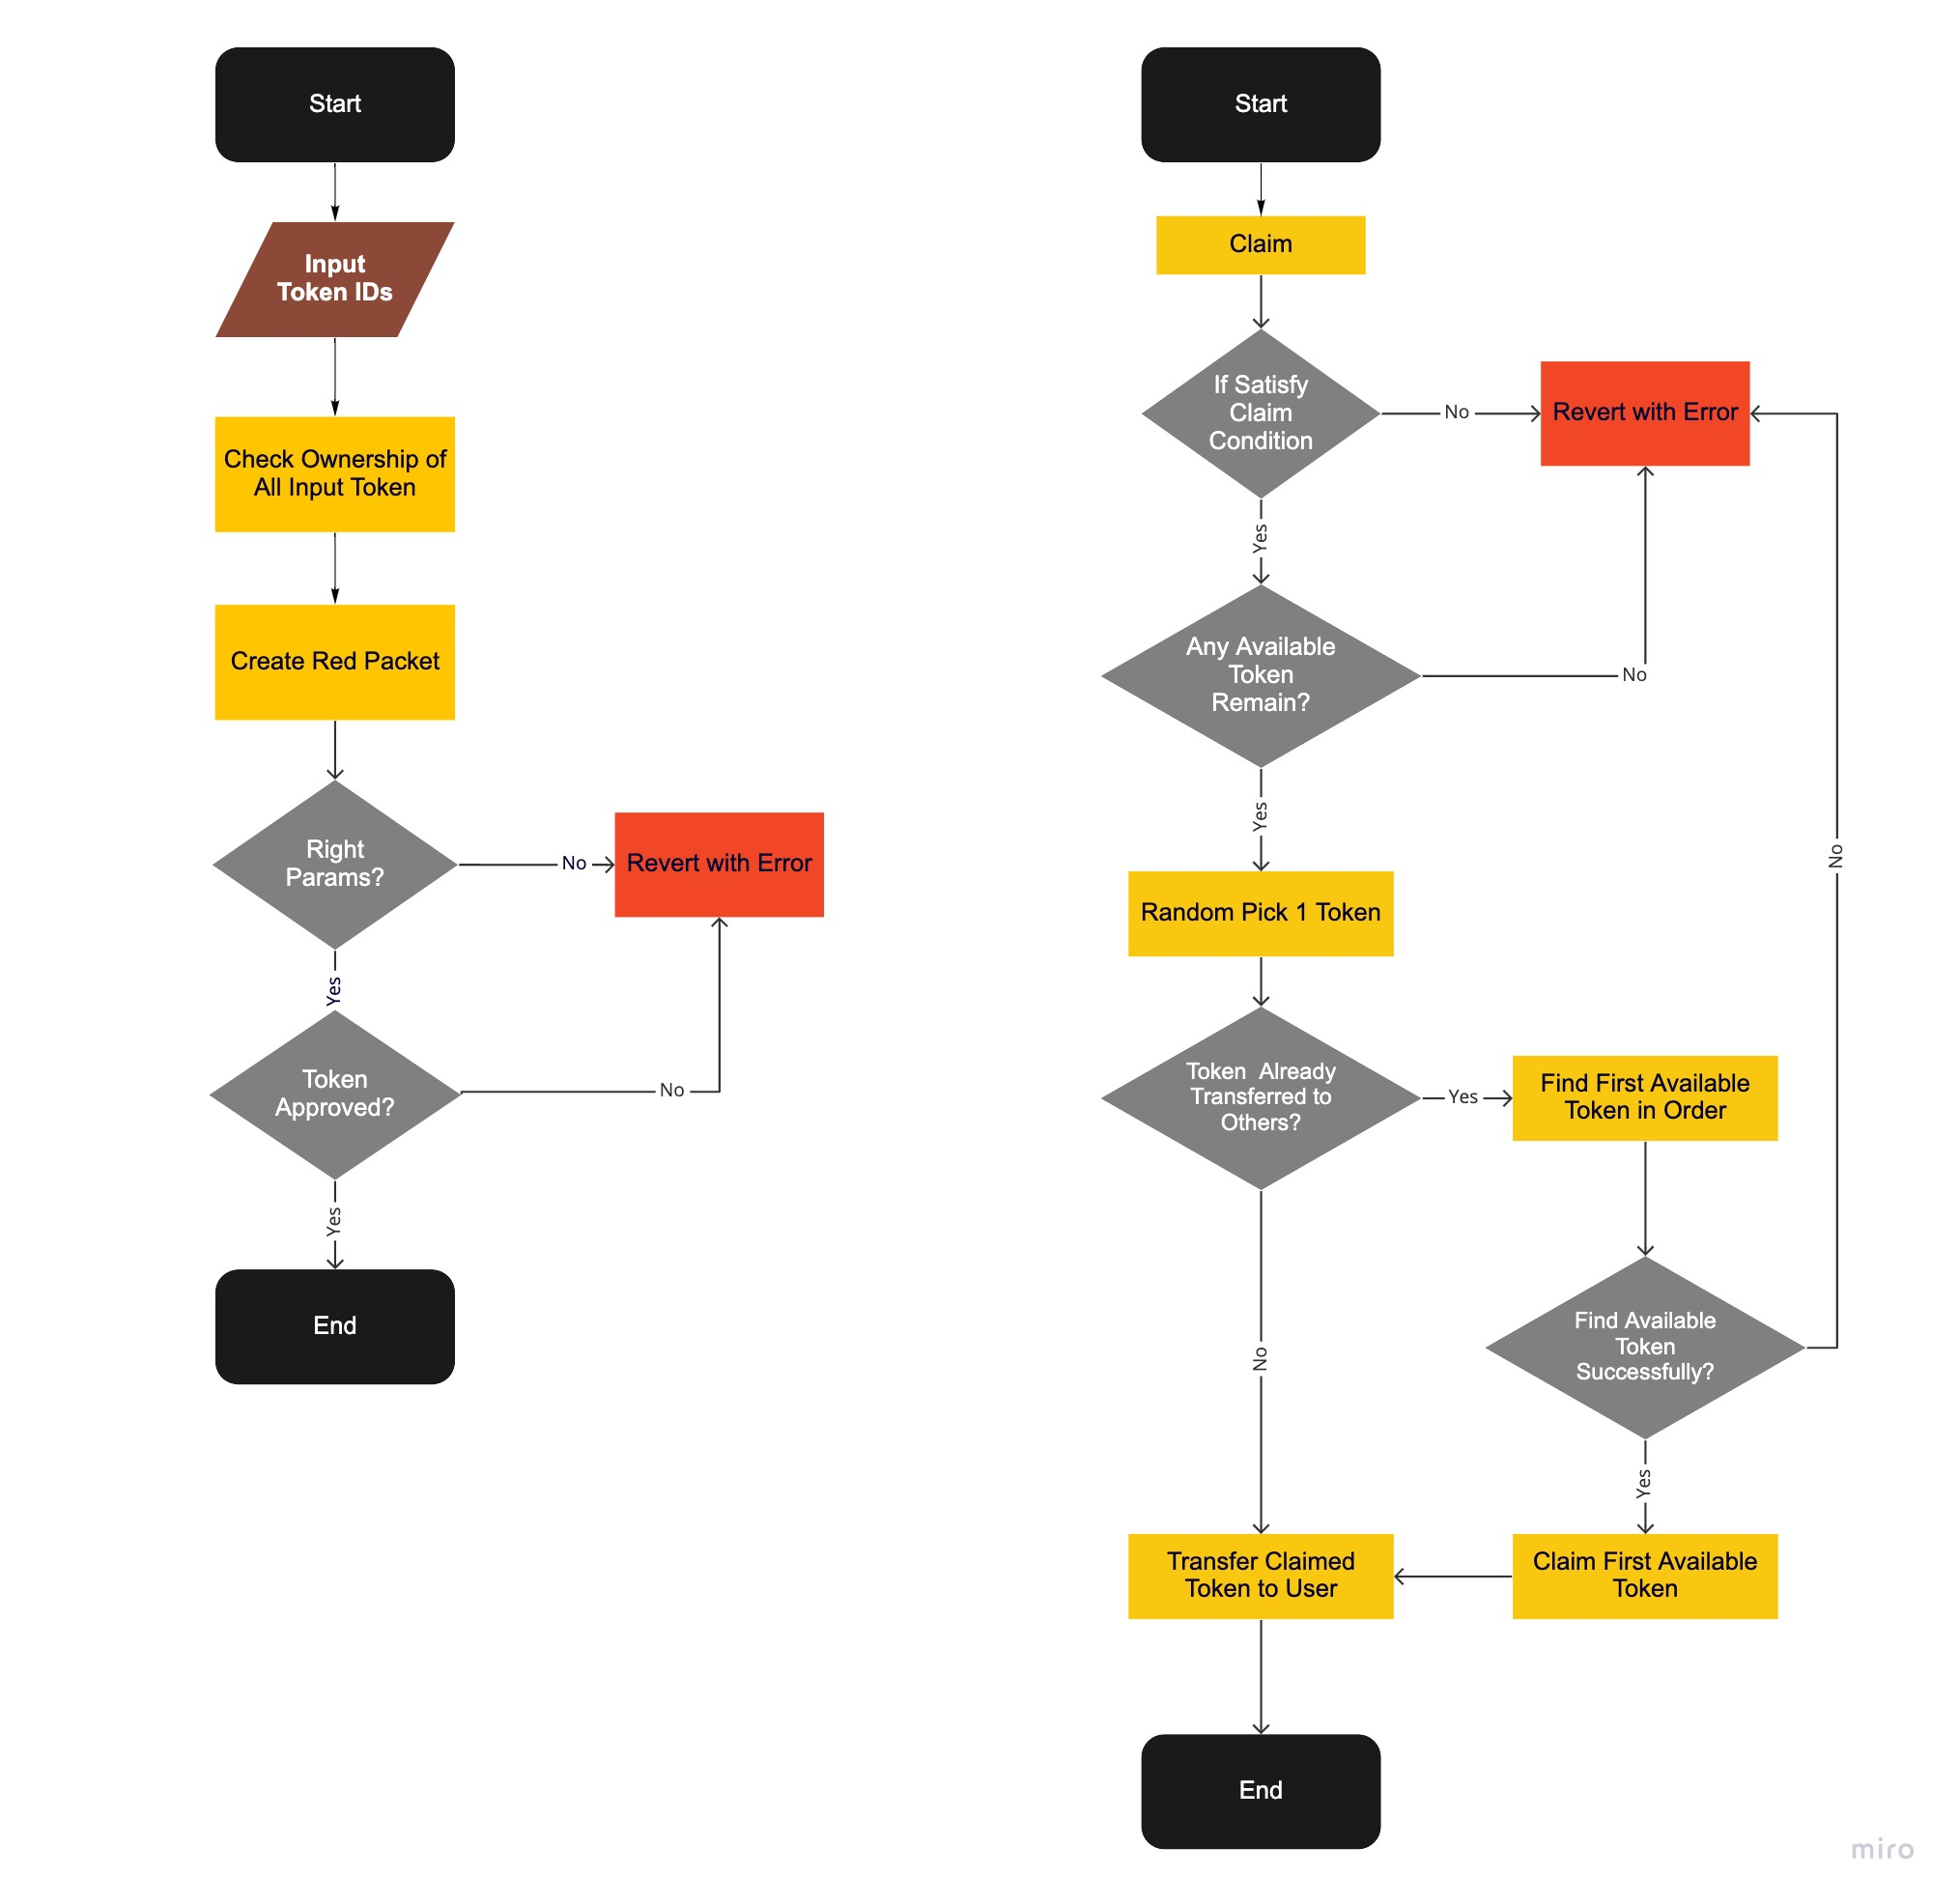 Start
Input
Token IDs
Check Ownership of
All Input Token
Create Red Packet
Right
Params?
No
Revert with Error
Yes
Token
Approved?
No
Yes
End
Start
Claim
If Satisfy
Claim
Condition
No
Revert with Error
Yes
Any Available
Token
Remain?
No
Yes
Random Pick 1 Token
Token Already
Transferred to
Others?
Yes
Find First Available
Token in Order
No
Find Available
Token
Successfully?
No
Yes
Claim First Available
Token
Transfer Claimed
Token to User
End
miro